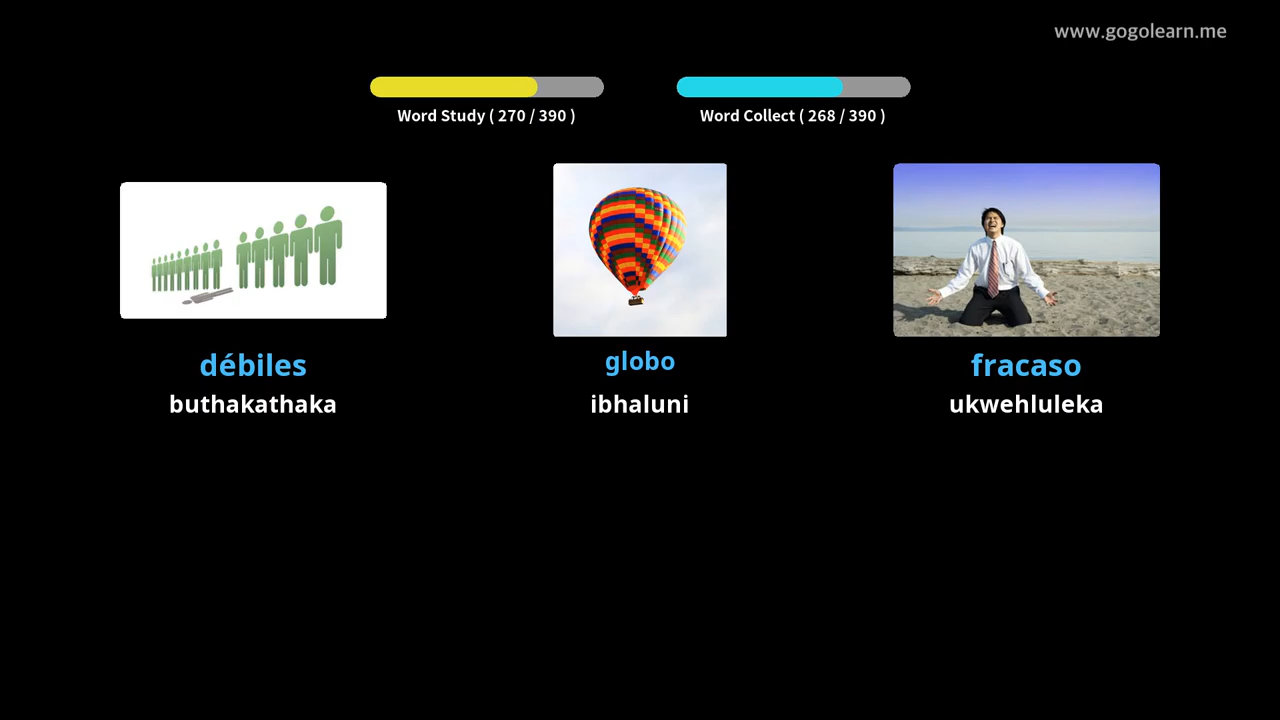 www.gogolearn.me
Word Study ( 270 / 390 )
Word Collect ( 268 / 390 )
débiles
globo
fracaso
buthakathaka
ibhaluni
ukwehluleka